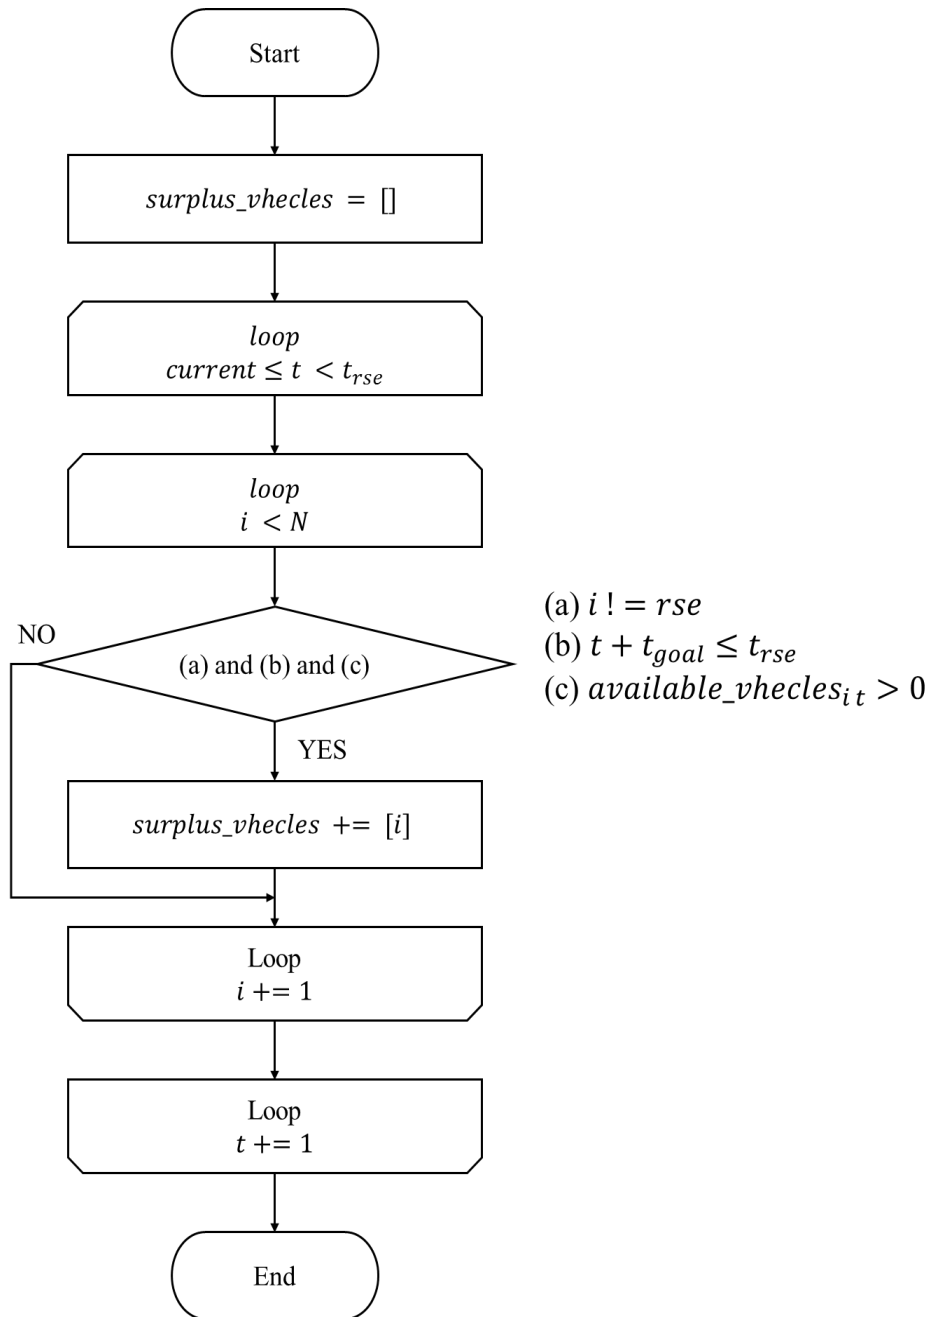 Start
surplus_vhecles = []
loop
current ≤ t < t_rse
loop
i < N
(a) and (b) and (c)
NO
(a) i != rse
(b) t + t_goal ≤ t_rse
(c) available_vhecles_i t > 0
YES
surplus_vhecles += [i]
Loop
i += 1
Loop
t += 1
End